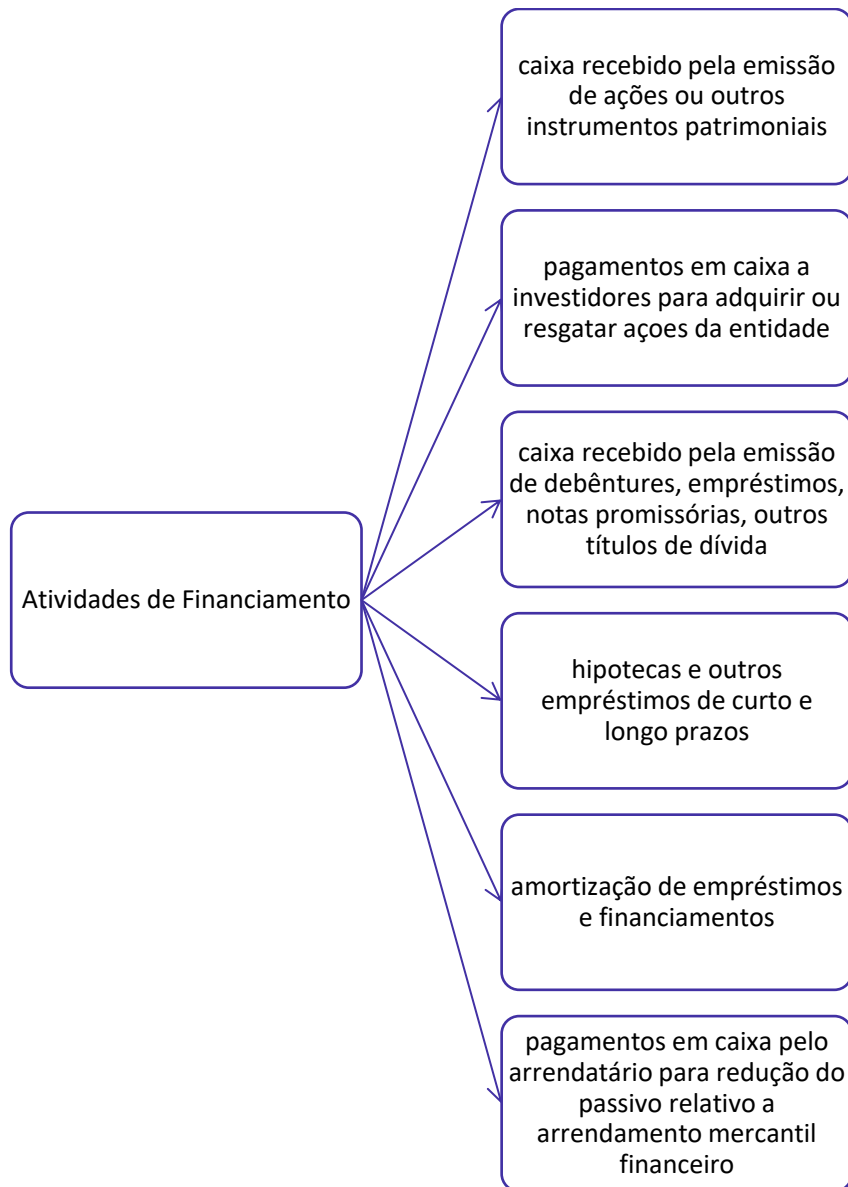 caixa recebido pela emissão
de ações ou outros
instrumentos patrimoniais
pagamentos em caixa a
investidores para adquirir ou
resgatar açoes da entidade
caixa recebido pela emissão
de debêntures, empréstimos,
notas promissórias, outros
títulos de dívida
Atividades de Financiamento
hipotecas e outros
empréstimos de curto e
longo prazos
amortização de empréstimos
e financiamentos
pagamentos em caixa pelo
arrendatário para redução do
passivo relativo a
arrendamento mercantil
financeiro